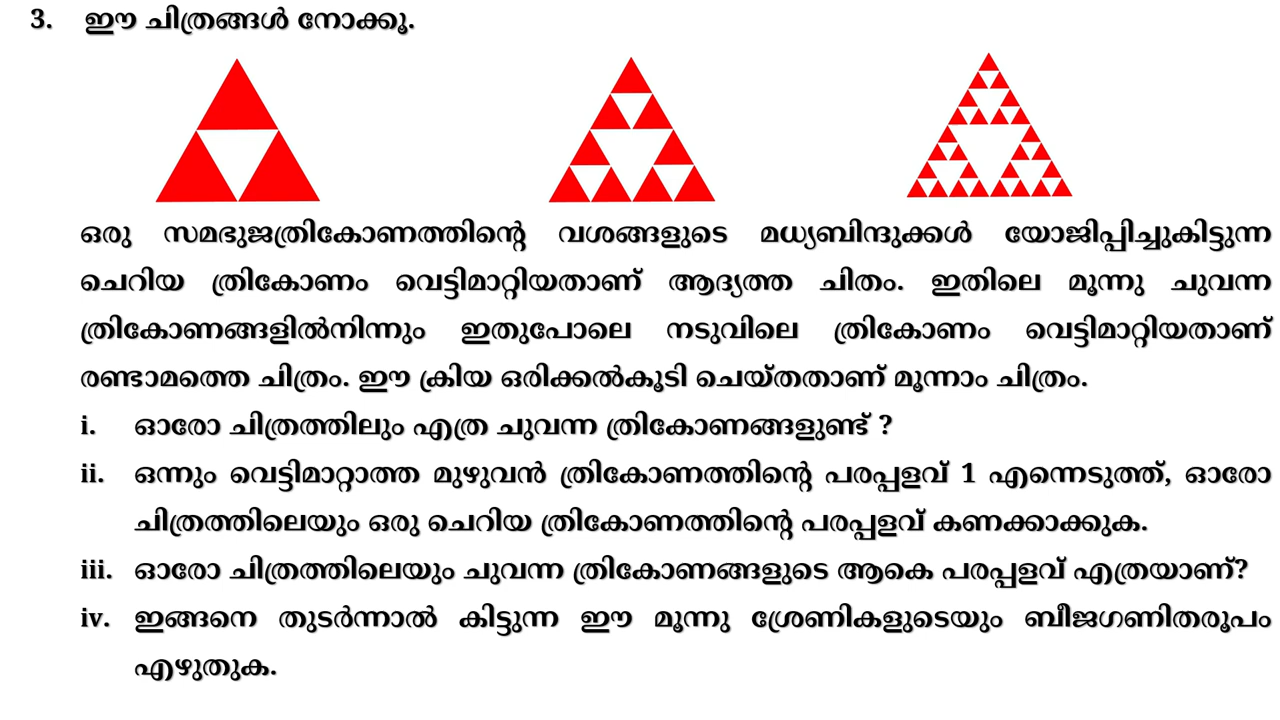 3. ഈ ചിത്രങ്ങൾ നോക്കൂ.
ഒരു സമഭുജത്രികോണത്തിന്റെ വശങ്ങളുടെ മധ്യബിന്ദുക്കൾ യോജിപ്പിച്ചുകിട്ടുന്ന
ചെറിയ ത്രികോണം വെട്ടിമാറ്റിയതാണ് ആദ്യത്ത ചിതം. ഇതിലെ മൂന്നു ചുവന്ന
ത്രികോണങ്ങളിൽനിന്നും ഇതുപോലെ നടുവിലെ ത്രികോണം വെട്ടിമാറ്റിയതാണ്
രണ്ടാമത്തെ ചിത്രം. ഈ ക്രിയ ഒരിക്കൽകൂടി ചെയ്തതാണ് മൂന്നാം ചിത്രം.
i. ഓരോ ചിത്രത്തിലും എത്ര ചുവന്ന ത്രികോണങ്ങളുണ്ട് ?
ii. ഒന്നും വെട്ടിമാറ്റാത്ത മുഴുവൻ ത്രികോണത്തിന്റെ പരപ്പളവ് 1 എന്നെടുത്ത്, ഓരോ
ചിത്രത്തിലെയും ഒരു ചെറിയ ത്രികോണത്തിന്റെ പരപ്പളവ് കണക്കാക്കുക.
iii. ഓരോ ചിത്രത്തിലെയും ചുവന്ന ത്രികോണങ്ങളുടെ ആകെ പരപ്പളവ് എത്രയാണ്?
iv. ഇങ്ങനെ തുടർന്നാൽ കിട്ടുന്ന ഈ മൂന്നു ശ്രേണികളുടെയും ബീജഗണിതരൂപം
എഴുതുക.